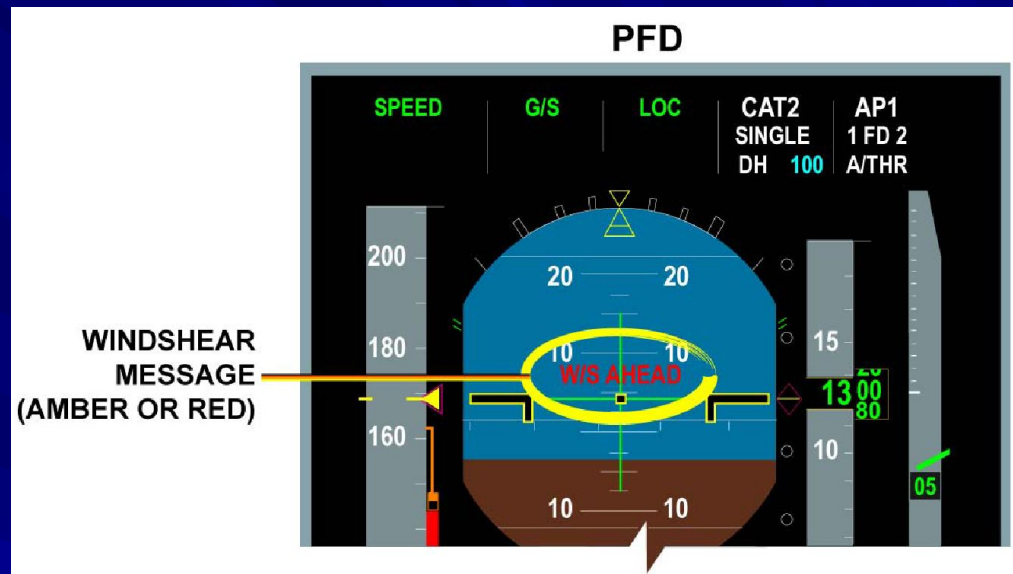 PFD
SPEED G/S LOC CAT2 AP1
SINGLE 1 FD 2
DH 100 A/THR
200
20 20
180
15
WINDSHEAR
MESSAGE
(AMBER OR RED)
10 10
W/S AHEAD
20
13 00
80
160
10
05
10 10